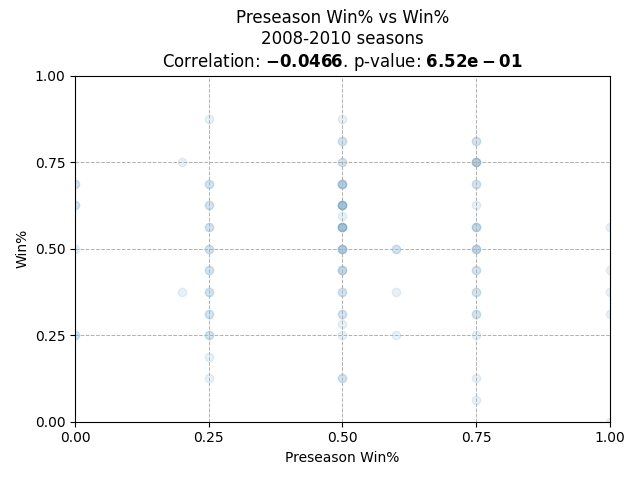 Preseason Win% vs Win%
2008-2010 seasons
Correlation: −0.0466. p-value: 6.52e − 01
1.00
0.75
0.50
0.25
0.00
Win%
0.00 0.25 0.50 0.75 1.00
Preseason Win%